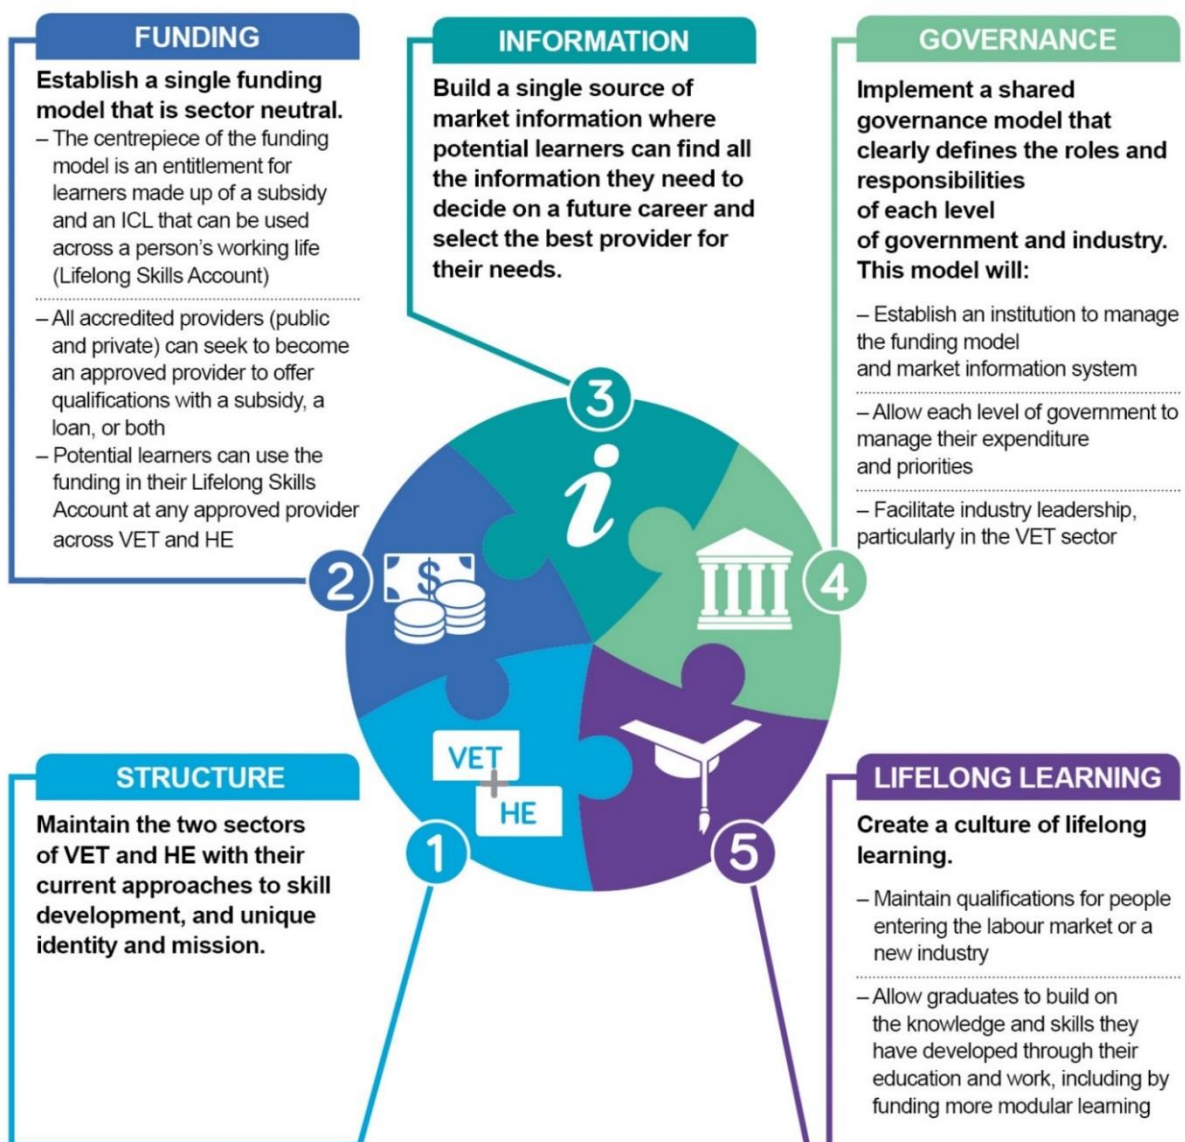 FUNDING
Establish a single funding
model that is sector neutral.
– The centrepiece of the funding
model is an entitlement for
learners made up of a subsidy
and an ICL that can be used
across a person's working life
(Lifelong Skills Account)
– All accredited providers (public
and private) can seek to become
an approved provider to offer
qualifications with a subsidy, a
loan, or both
– Potential learners can use the
funding in their Lifelong Skills
Account at any approved provider
across VET and HE
INFORMATION
Build a single source of
market information where
potential learners can find all
the information they need to
decide on a future career and
select the best provider for
their needs.
GOVERNANCE
Implement a shared
governance model that
clearly defines the roles and
responsibilities
of each level
of government and industry.
This model will:
– Establish an institution to manage
the funding model
and market information system
– Allow each level of government to
manage their expenditure
and priorities
– Facilitate industry leadership,
particularly in the VET sector
3
i
2
$
4
VET
+
HE
1
5
STRUCTURE
Maintain the two sectors
of VET and HE with their
current approaches to skill
development, and unique
identity and mission.
LIFELONG LEARNING
Create a culture of lifelong
learning.
– Maintain qualifications for people
entering the labour market or a
new industry
– Allow graduates to build on
the knowledge and skills they
have developed through their
education and work, including by
funding more modular learning